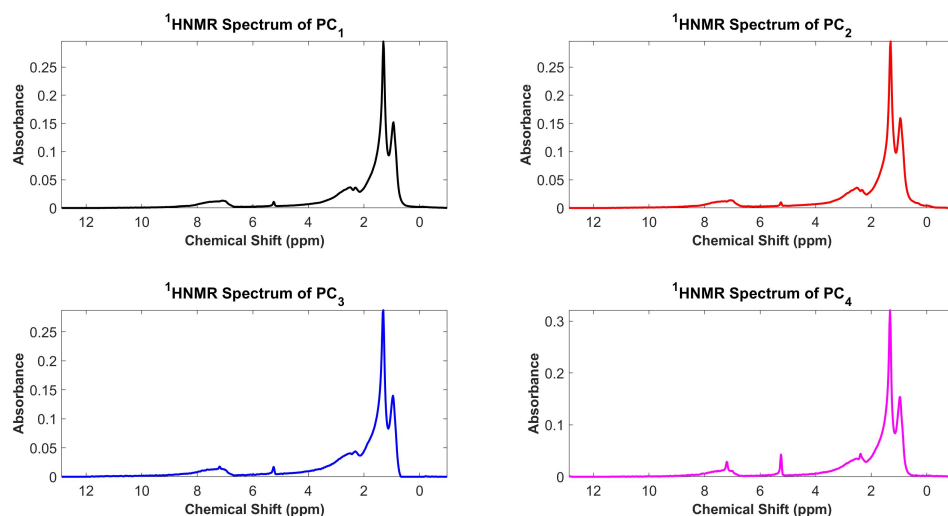 ¹HNMR Spectrum of PC₁
Absorbance
0.25
0.2
0.15
0.1
0.05
0
12 10 8 6 4 2 0
Chemical Shift (ppm)
¹HNMR Spectrum of PC₂
Absorbance
0.25
0.2
0.15
0.1
0.05
0
12 10 8 6 4 2 0
Chemical Shift (ppm)
¹HNMR Spectrum of PC₃
Absorbance
0.25
0.2
0.15
0.1
0.05
0
12 10 8 6 4 2 0
Chemical Shift (ppm)
¹HNMR Spectrum of PC₄
Absorbance
0.3
0.2
0.1
0
12 10 8 6 4 2 0
Chemical Shift (ppm)